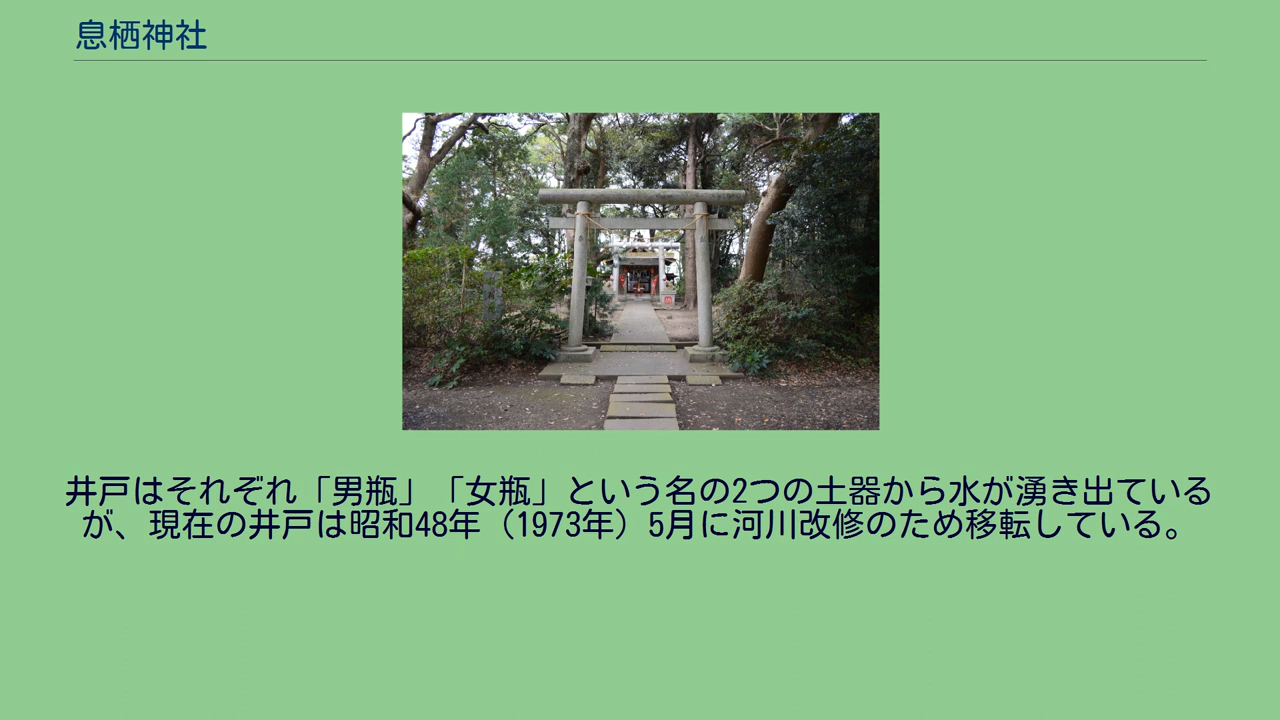 息栖神社
井戸はそれぞれ「男瓶」「女瓶」という名の2つの土器から水が湧き出ている
が、現在の井戸は昭和48年（1973年）5月に河川改修のため移転している。